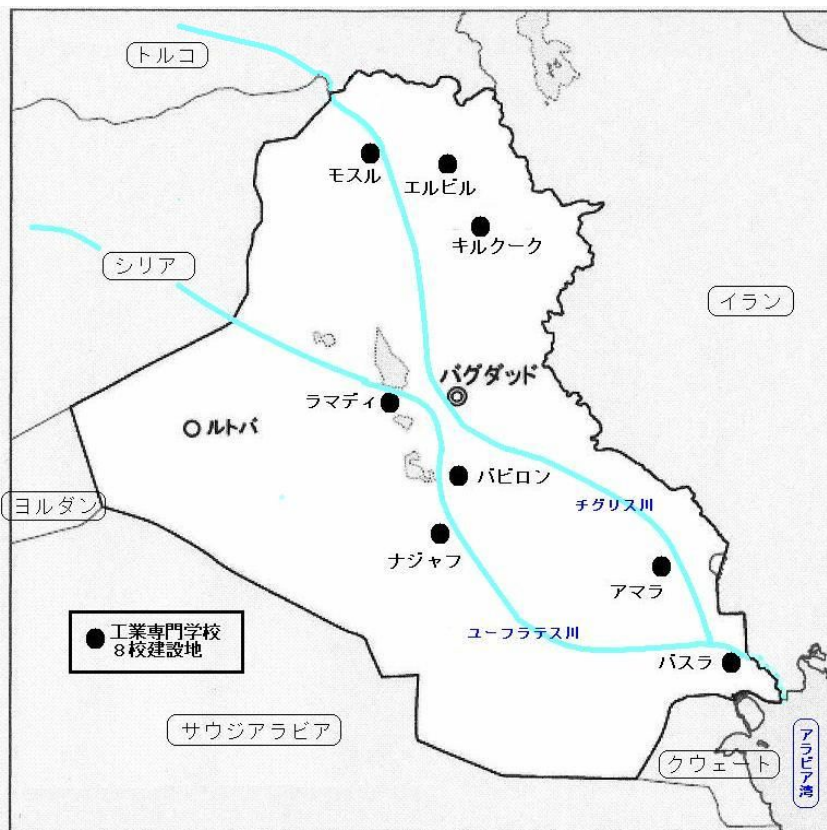 トルコ
モスル
エルビル
キルクーク
シリア
イラン
バグダッド
ラマディ
ルトバ
バビロン
ヨルダン
チグリス川
ナジャフ
アマラ
工業専門学校
8校建設地
ユーフラテス川
バスラ
サウジアラビア
クウェート
アラビア湾